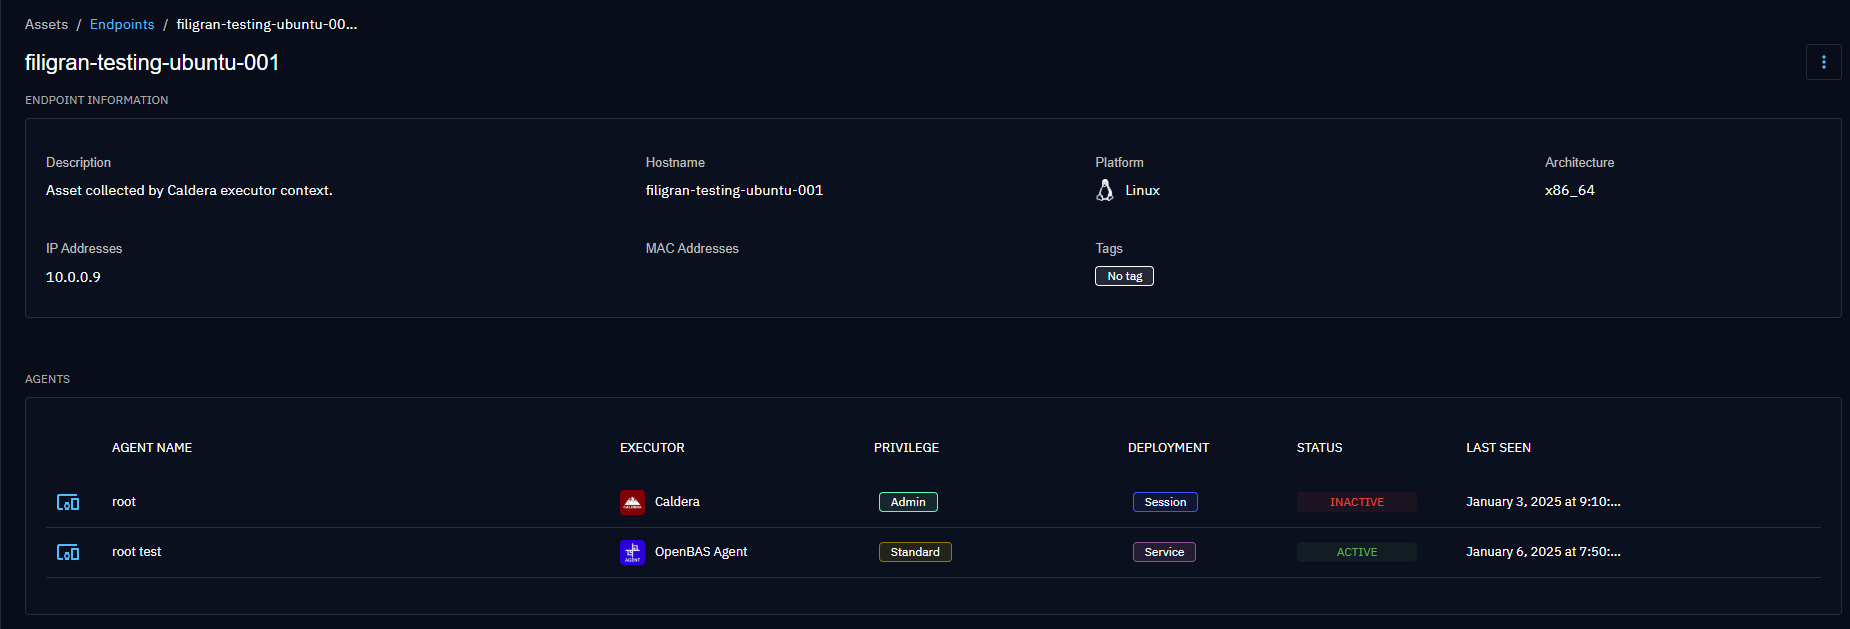 Assets / Endpoints / filigran-testing-ubuntu-00...
filigran-testing-ubuntu-001
ENDPOINT INFORMATION
Description Hostname Platform Architecture
Asset collected by Caldera executor context. filigran-testing-ubuntu-001 Linux x86_64
IP Addresses MAC Addresses Tags
10.0.0.9 No tag
AGENTS
AGENT NAME EXECUTOR PRIVILEGE DEPLOYMENT STATUS LAST SEEN
root CALDERA Caldera Admin Session INACTIVE January 3, 2025 at 9:10:...
root test AGENT OpenBAS Agent Standard Service ACTIVE January 6, 2025 at 7:50:...